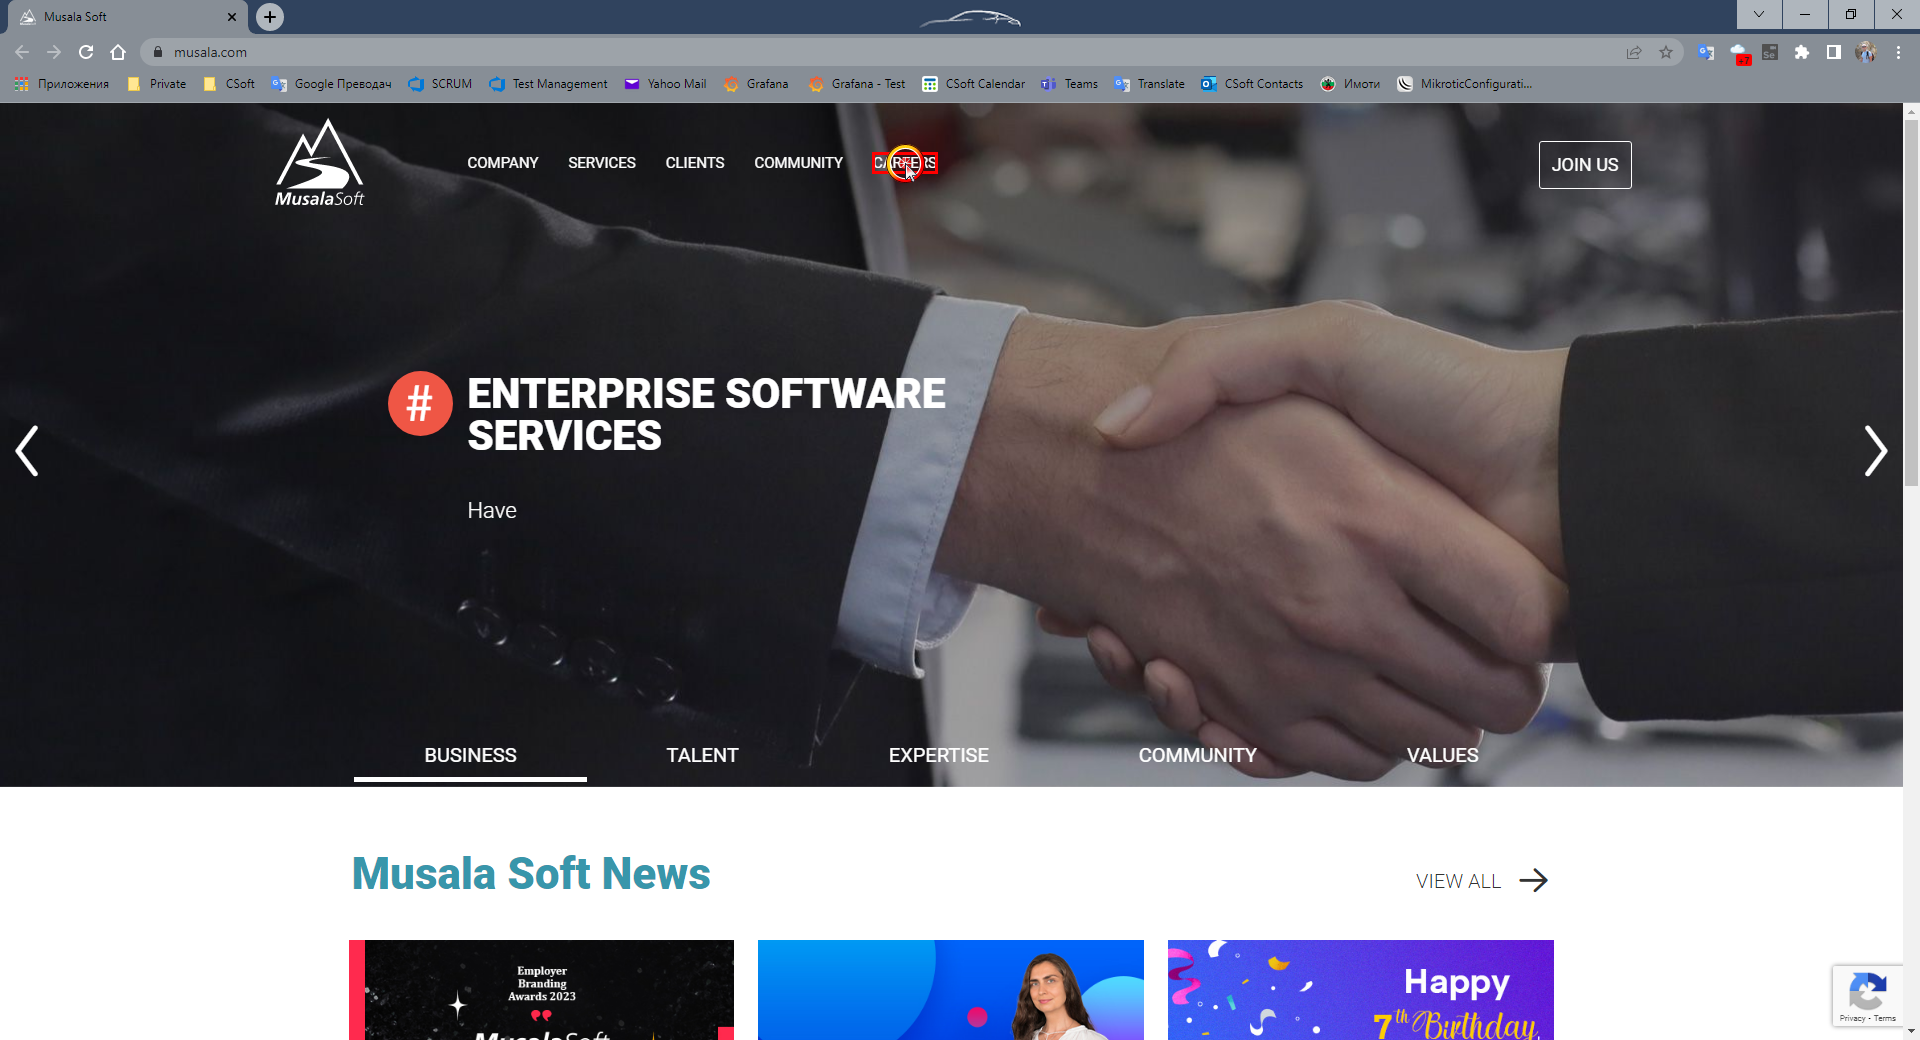 Musala Soft
musala.com
Приложения Private CSoft Google Преводач SCRUM Test Management Yahoo Mail Grafana Grafana - Test CSoft Calendar Teams Translate CSoft Contacts Имоти MikroticConfigurati...
MusalaSoft
COMPANY SERVICES CLIENTS COMMUNITY CAREERS
JOIN US
# ENTERPRISE SOFTWARE
SERVICES
Have
BUSINESS TALENT EXPERTISE COMMUNITY VALUES
Musala Soft News
VIEW ALL
Employer
Branding
Awards 2023
MusalaSoft
Happy
7th Birthday,
Privacy - Terms